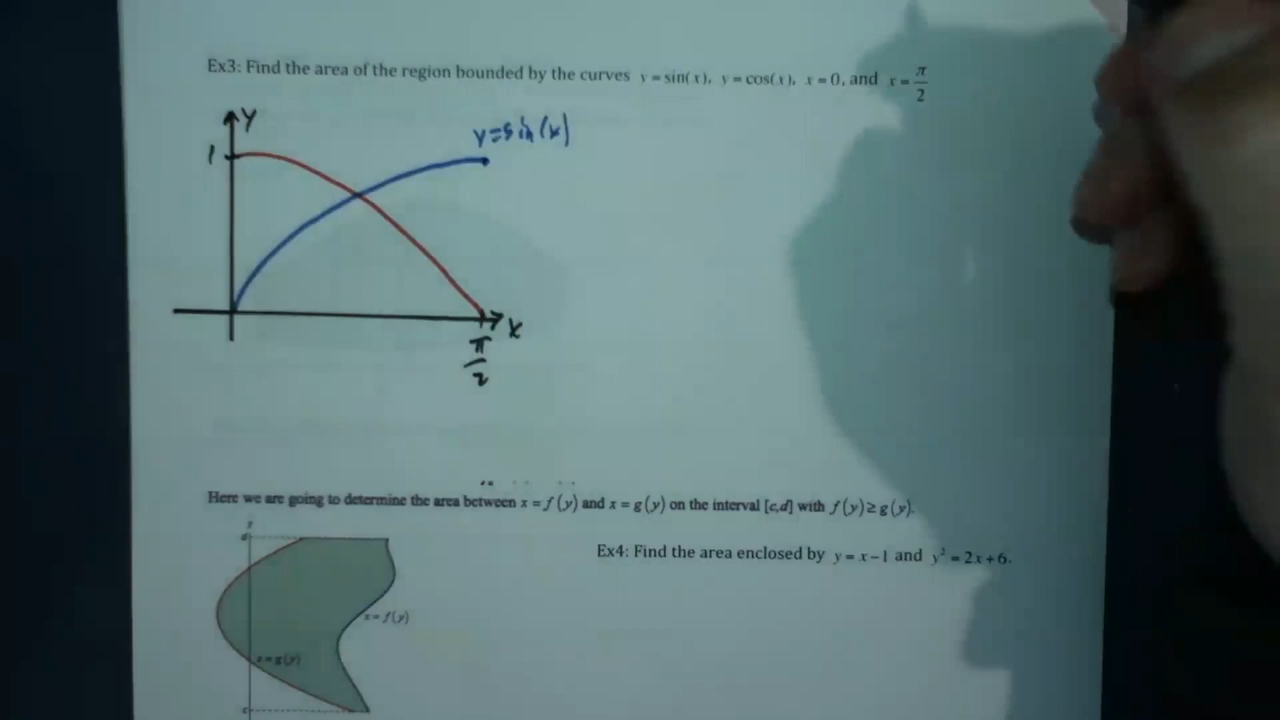 Ex3: Find the area of the region bounded by the curves y = sin(x), y = cos(x), x = 0, and x = π/2
Y
y=sin(x)
1
x
π/2
Here we are going to determine the area between x = f(y) and x = g(y) on the interval [c,d] with f(y) ≥ g(y).
d
Ex4: Find the area enclosed by y = x − 1 and y² = 2x + 6.
x = f(y)
x = g(y)
c